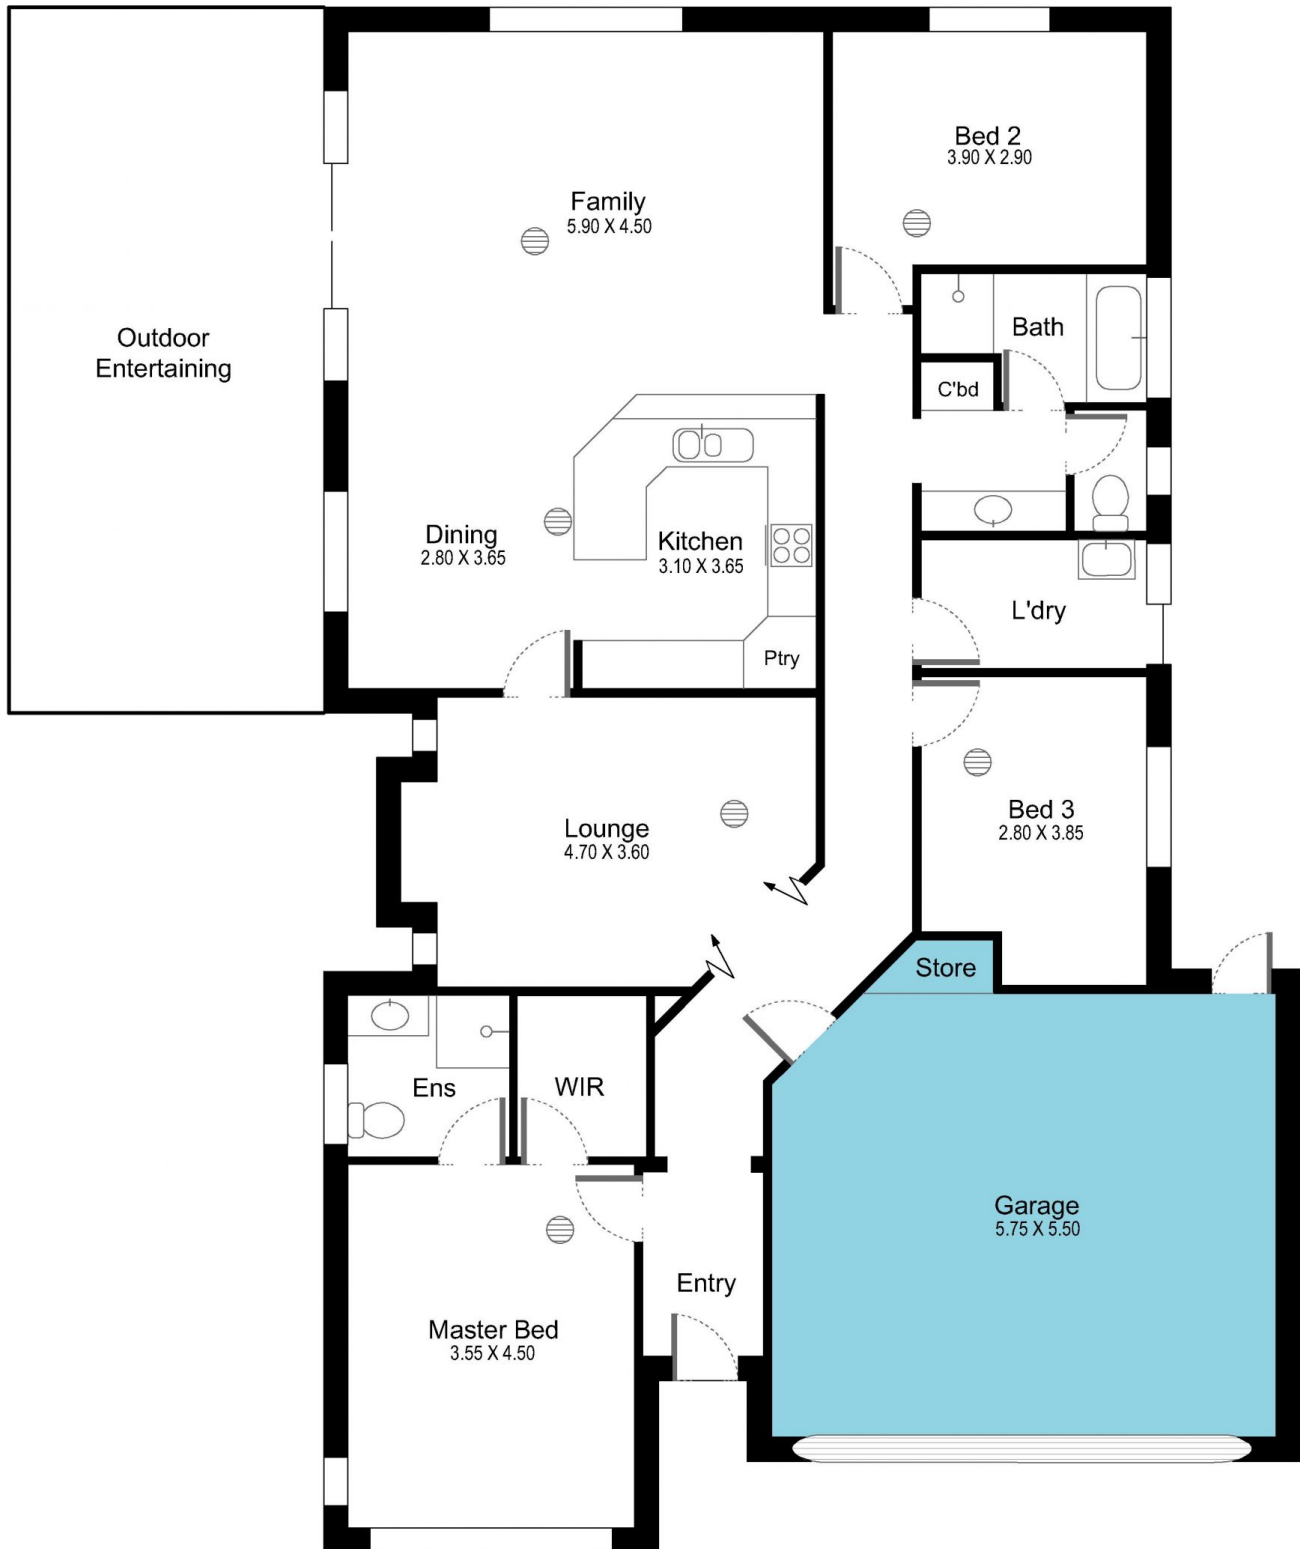 Bed 2
3.90 X 2.90
Family
5.90 X 4.50
Outdoor
Entertaining
Bath
C'bd
Dining
2.80 X 3.65
Kitchen
3.10 X 3.65
L'dry
Ptry
Lounge
4.70 X 3.60
Bed 3
2.80 X 3.85
Store
Ens
WIR
Garage
5.75 X 5.50
Entry
Master Bed
3.55 X 4.50